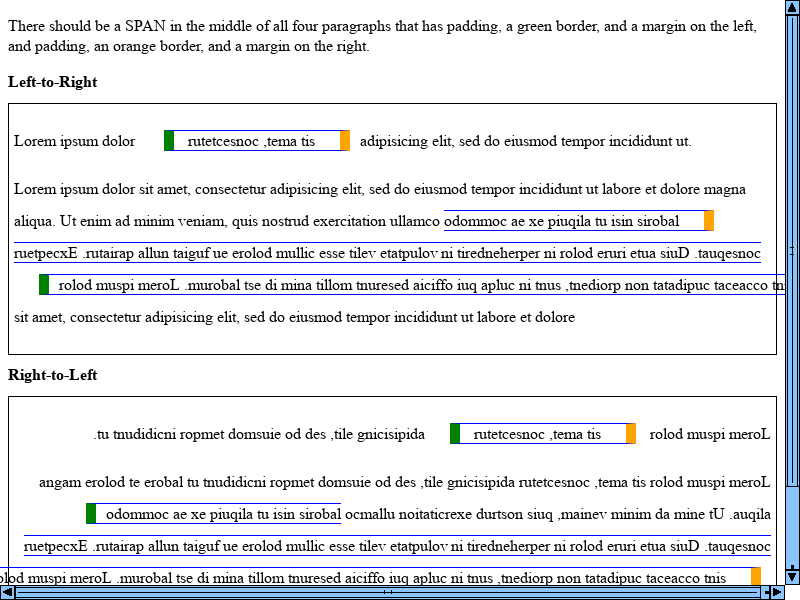 There should be a SPAN in the middle of all four paragraphs that has padding, a green border, and a margin on the left,
and padding, an orange border, and a margin on the right.
Left-to-Right
Lorem ipsum dolor rutetcesnoc ,tema tis adipisicing elit, sed do eiusmod tempor incididunt ut.
Lorem ipsum dolor sit amet, consectetur adipisicing elit, sed do eiusmod tempor incididunt ut labore et dolore magna
aliqua. Ut enim ad minim veniam, quis nostrud exercitation ullamco odommoc ae xe piuqila tu isin sirobal
ruetpecxE .rutairap allun taiguf ue erolod mullic esse tilev etatpulov ni tiredneherper ni rolod eruri etua siuD .tauqesnoc
rolod muspi meroL .murobal tse di mina tillom tnuresed aiciffo iuq apluc ni tnus ,tnediorp non tatadipuc taceacco tni
sit amet, consectetur adipisicing elit, sed do eiusmod tempor incididunt ut labore et dolore
Right-to-Left
.tu tnudidicni ropmet domsuie od des ,tile gnicisipida rutetcesnoc ,tema tis rolod muspi meroL
angam erolod te erobal tu tnudidicni ropmet domsuie od des ,tile gnicisipida rutetcesnoc ,tema tis rolod muspi meroL
odommoc ae xe piuqila tu isin sirobal ocmallu noitaticrexe durtson siuq ,mainev minim da mine tU .auqila
ruetpecxE .rutairap allun taiguf ue erolod mullic esse tilev etatpulov ni tiredneherper ni rolod eruri etua siuD .tauqesnoc
olod muspi meroL .murobal tse di mina tillom tnuresed aiciffo iuq apluc ni tnus ,tnediorp non tatadipuc taceacco tnis